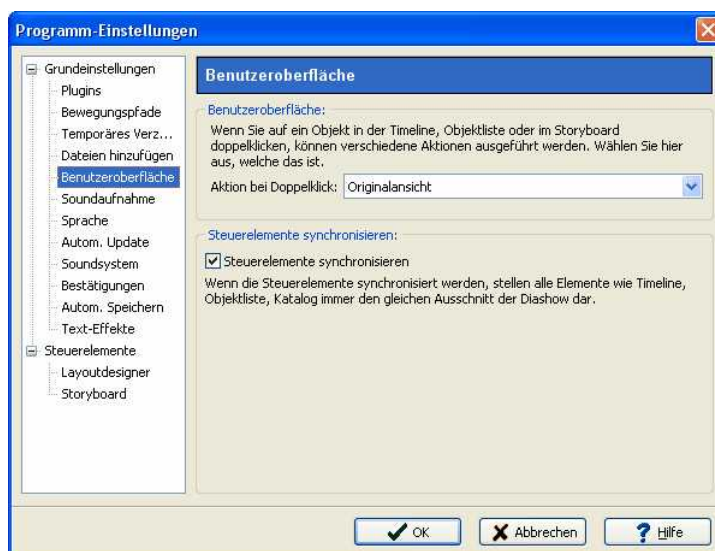 Programm-Einstellungen
Grundeinstellungen
Plugins
Bewegungspfade
Temporäres Verz...
Dateien hinzufügen
Benutzeroberfläche
Soundaufnahme
Sprache
Autom. Update
Soundsystem
Bestätigungen
Autom. Speichern
Text-Effekte
Steuerelemente
Layoutdesigner
Storyboard
Benutzeroberfläche
Benutzeroberfläche:
Wenn Sie auf ein Objekt in der Timeline, Objektliste oder im Storyboard
doppelklicken, können verschiedene Aktionen ausgeführt werden. Wählen Sie hier
aus, welche das ist.
Aktion bei Doppelklick: Originalansicht
Steuerelemente synchronisieren:
Steuerelemente synchronisieren
Wenn die Steuerelemente synchronisiert werden, stellen alle Elemente wie Timeline,
Objektliste, Katalog immer den gleichen Ausschnitt der Diashow dar.
OK Abbrechen Hilfe